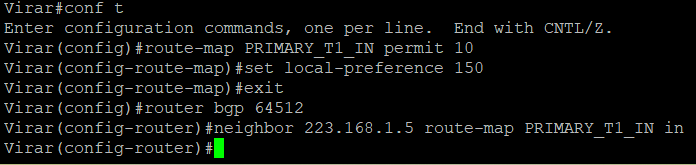 Virar#conf t
Enter configuration commands, one per line.  End with CNTL/Z.
Virar(config)#route-map PRIMARY_T1_IN permit 10
Virar(config-route-map)#set local-preference 150
Virar(config-route-map)#exit
Virar(config)#router bgp 64512
Virar(config-router)#neighbor 223.168.1.5 route-map PRIMARY_T1_IN in
Virar(config-router)#